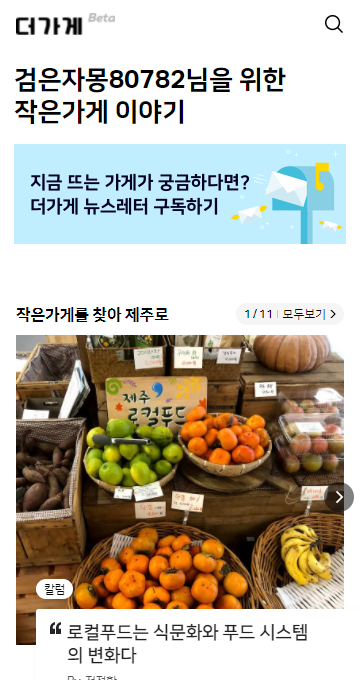 더가게 Beta
검은자몽80782님을 위한
작은가게 이야기
지금 뜨는 가게가 궁금하다면?
더가게 뉴스레터 구독하기
작은가게를 찾아 제주로
1 / 11 | 모두보기 >
제주
로컬푸드
칼럼
❝ 로컬푸드는 식문화와 푸드 시스템
의 변화다